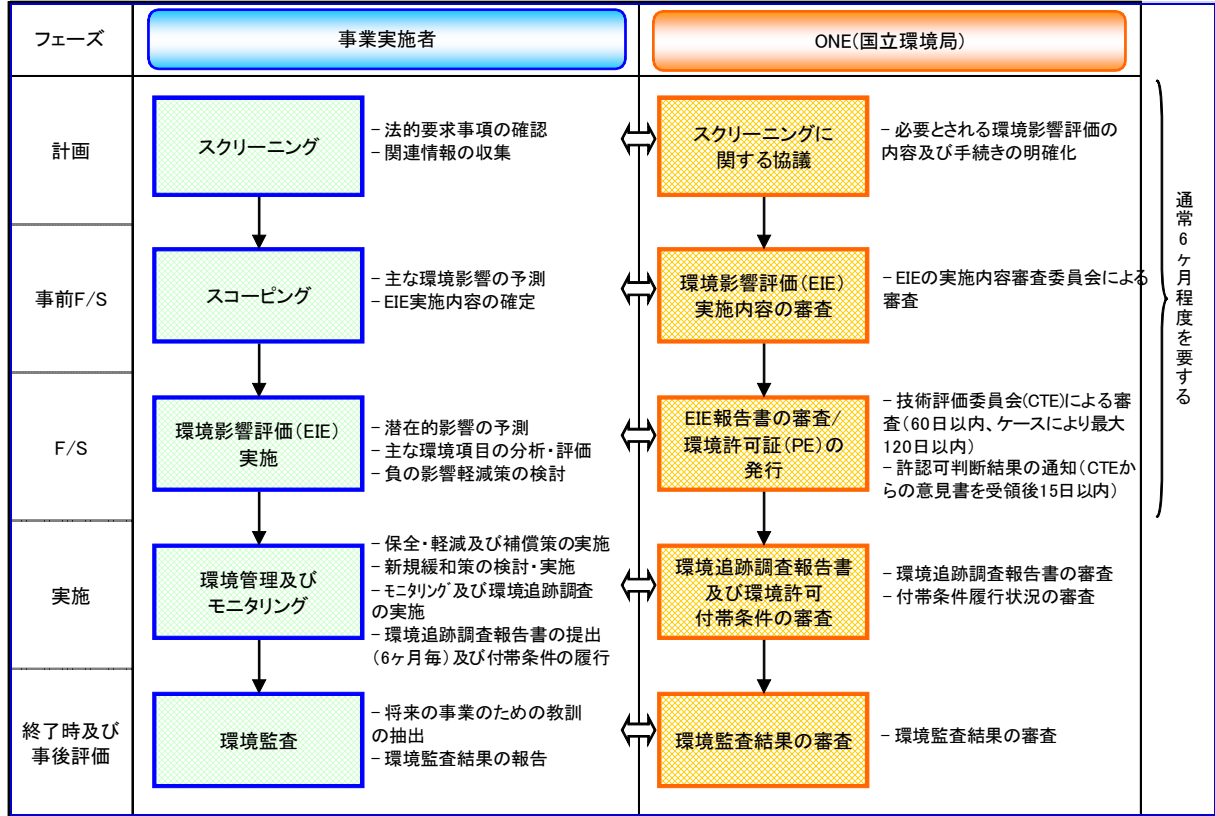 フェーズ
事業実施者
ONE(国立環境局)
計画
スクリーニング
- 法的要求事項の確認
- 関連情報の収集
スクリーニングに
関する協議
- 必要とされる環境影響評価の
内容及び手続きの明確化
事前F/S
スコーピング
- 主な環境影響の予測
- EIE実施内容の確定
環境影響評価(EIE)
実施内容の審査
- EIEの実施内容審査委員会による
審査
F/S
環境影響評価(EIE)
実施
- 潜在的影響の予測
- 主な環境項目の分析・評価
- 負の影響軽減策の検討
EIE報告書の審査/
環境許可証(PE)の
発行
- 技術評価委員会(CTE)による審
査(60日以内、ケースにより最大
120日以内)
- 許認可判断結果の通知(CTEか
らの意見書を受領後15日以内)
通常6ヶ月程度を要する
実施
環境管理及び
モニタリング
- 保全・軽減及び補償策の実施
- 新規緩和策の検討・実施
- ﾓﾆﾀﾘﾝｸﾞ及び環境追跡調査
の実施
- 環境追跡調査報告書の提出
(6ヶ月毎)及び付帯条件の履行
環境追跡調査報告書
及び環境許可
付帯条件の審査
- 環境追跡調査報告書の審査
- 付帯条件履行状況の審査
終了時及び
事後評価
環境監査
- 将来の事業のための教訓
の抽出
- 環境監査結果の報告
環境監査結果の審査
- 環境監査結果の審査